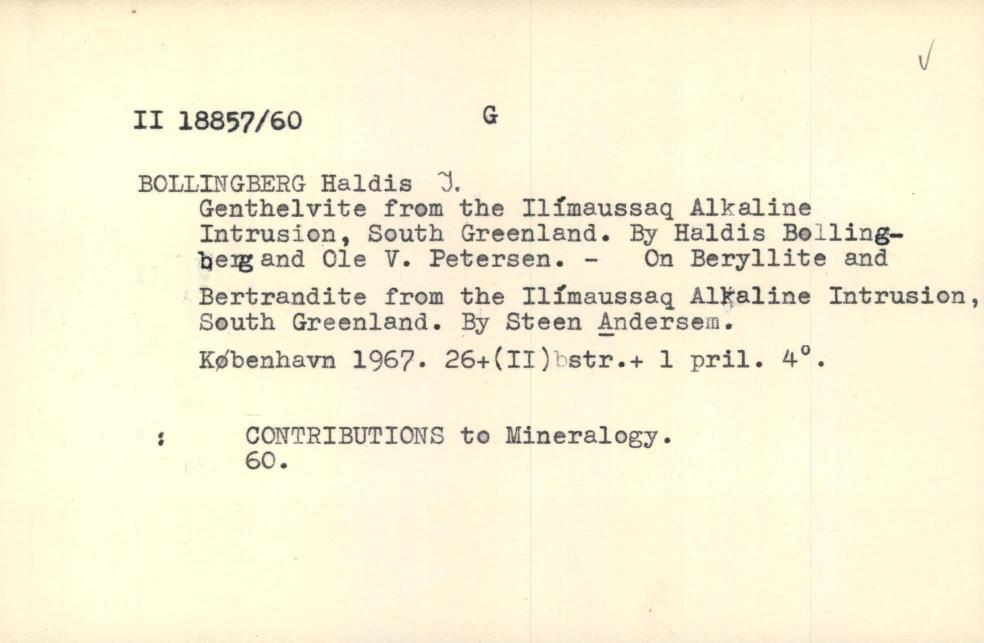 II 18857/60 G
BOLLINGBERG Haldis J.
Genthelvite from the Ilímaussaq Alkaline
Intrusion, South Greenland. By Haldis Bolling-
berg and Ole V. Petersen. - On Beryllite and
Bertrandite from the Ilímaussaq Alkaline Intrusion,
South Greenland. By Steen Andersem.
København 1967. 26+(II) str.+ 1 pril. 4°.
: CONTRIBUTIONS to Mineralogy.
60.